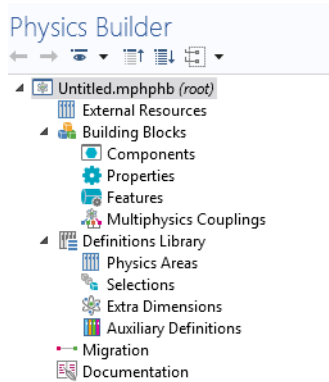 Physics Builder
Untitled.mphphb (root)
External Resources
Building Blocks
Components
Properties
Features
Multiphysics Couplings
Definitions Library
Physics Areas
Selections
Extra Dimensions
Auxiliary Definitions
Migration
Documentation